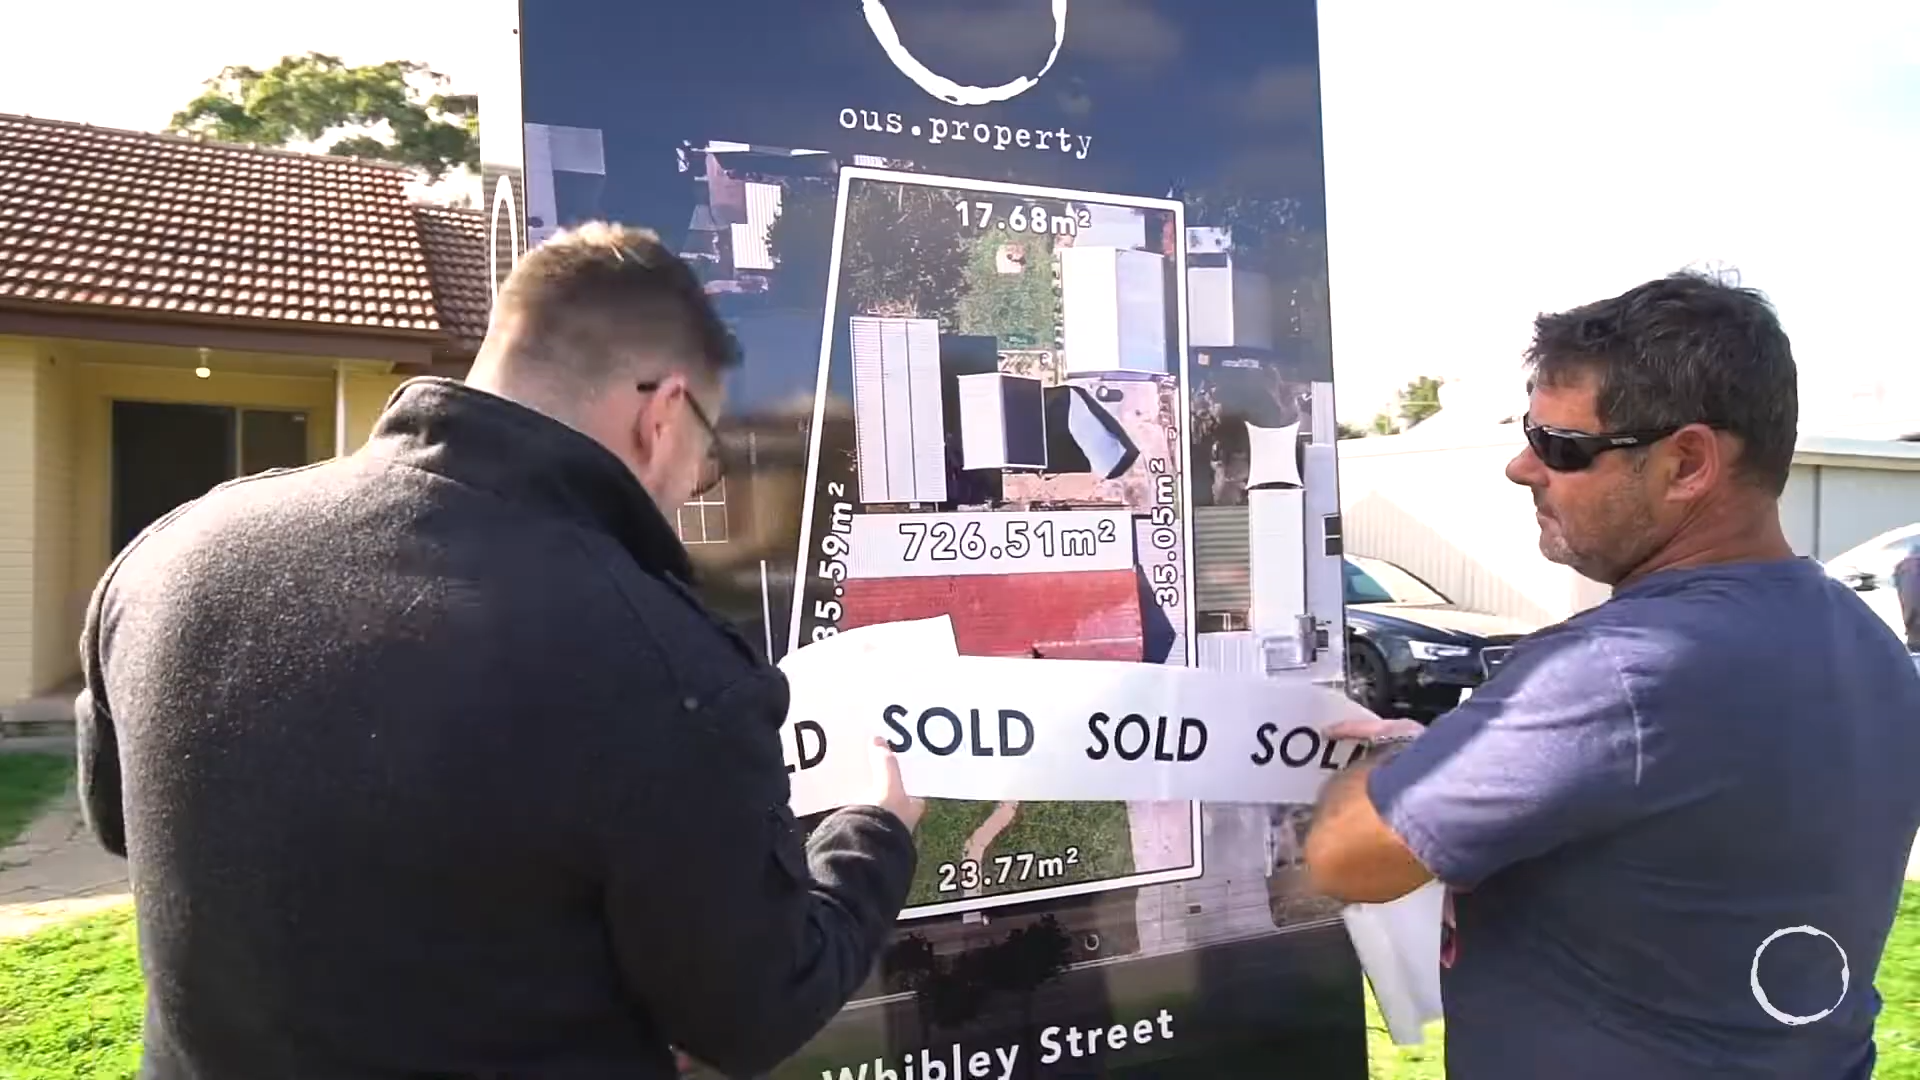 ous.property
17.68m²
35.59m²
726.51m²
35.05m²
LD SOLD SOLD SOL
23.77m²
Whibley Street